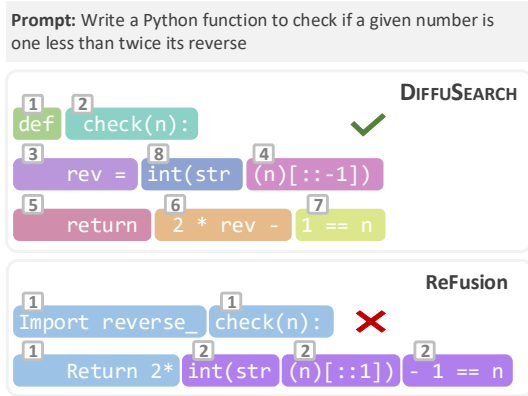 Prompt: Write a Python function to check if a given number is
one less than twice its reverse
DIFFUSEARCH
1 2
def check(n):
3 8 4
rev = int(str (n)[::-1])
5 6 7
return 2 * rev - 1 == n
ReFusion
1 1
Import reverse_ check(n):
1 2 2 2
Return 2* int(str (n)[::1]) - 1 == n